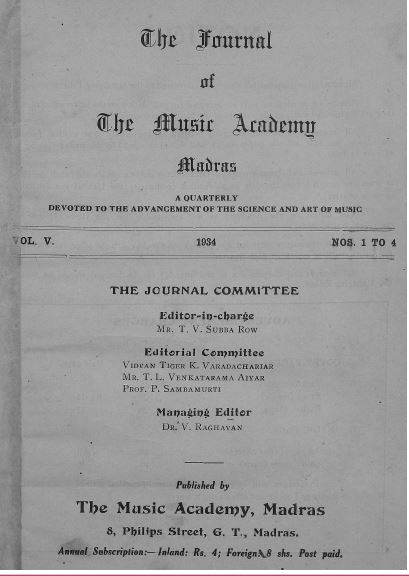 The Journal
of
The Music Academy
Madras
A QUARTERLY
DEVOTED TO THE ADVANCEMENT OF THE SCIENCE AND ART OF MUSIC
VOL. V. 1934 NOS. 1 TO 4
THE JOURNAL COMMITTEE
Editor-in-charge
MR. T. V. SUBBA ROW
Editorial Committee
VIDVAN TIGER K. VARADACHARIAR
MR. T. L. VENKATARAMA AIYAR
PROF. P. SAMBAMURTI
Managing Editor
DR. V. RAGHAVAN
Published by
The Music Academy, Madras
8, Philips Street, G. T., Madras.
Annual Subscription:— Inland: Rs. 4; Foreign 8 shs. Post paid.